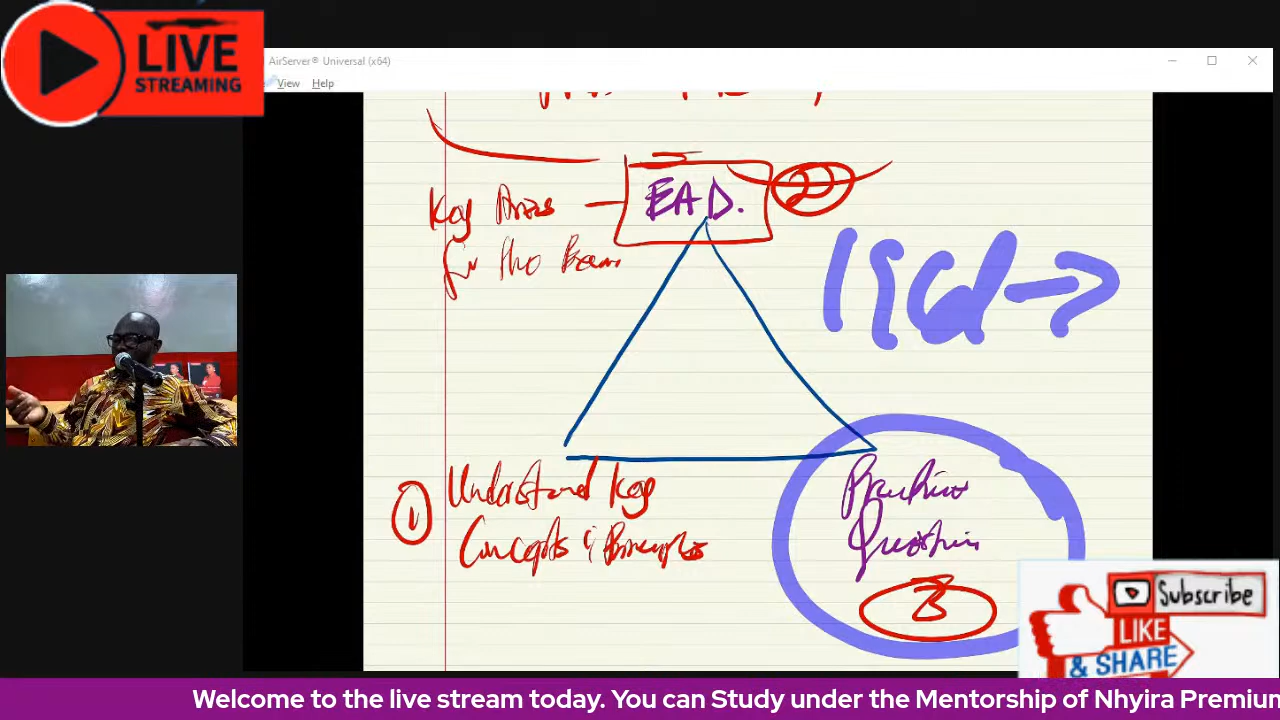 LIVE
STREAMING
AirServer® Universal (x64)
View Help
EAD.
2
Key Areas
for the Exam
1
Understand Key
Concepts & Principles
Practice
Questions
3
Subscribe
LIKE
& SHARE
Welcome to the live stream today. You can Study under the Mentorship of Nhyira Premium